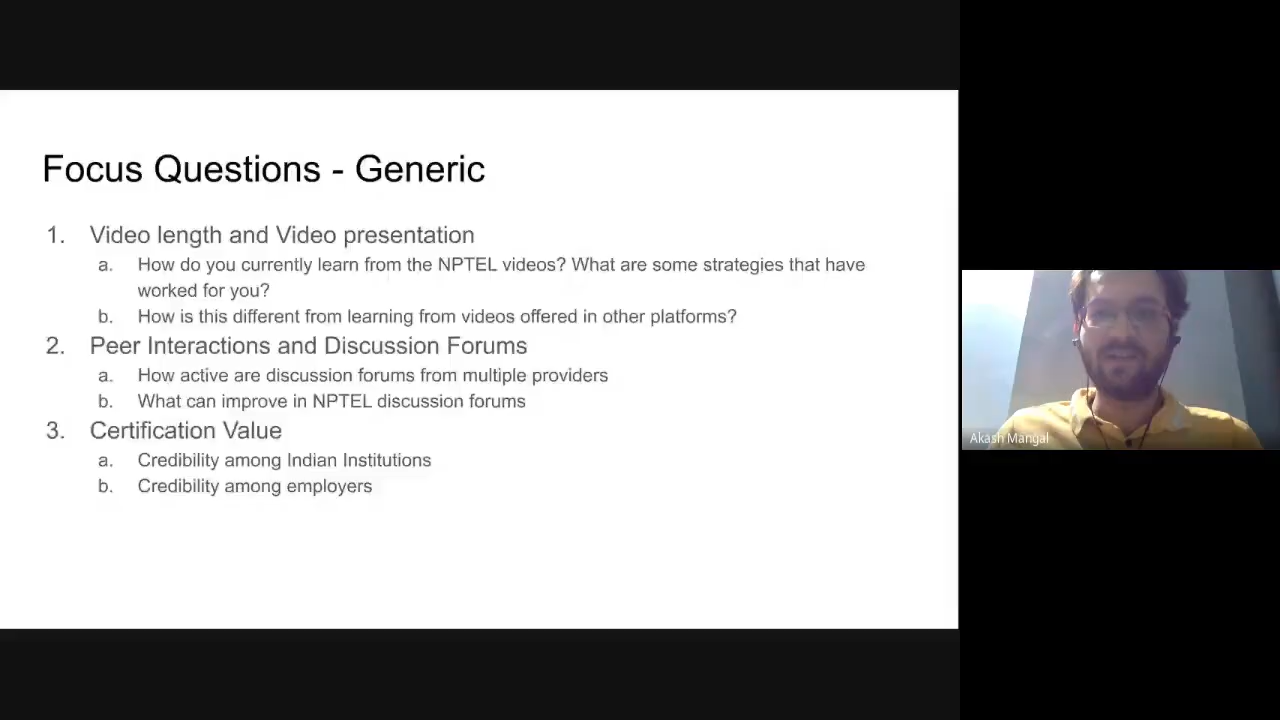 Focus Questions - Generic
1. Video length and Video presentation
a. How do you currently learn from the NPTEL videos? What are some strategies that have
worked for you?
b. How is this different from learning from videos offered in other platforms?
2. Peer Interactions and Discussion Forums
a. How active are discussion forums from multiple providers
b. What can improve in NPTEL discussion forums
3. Certification Value
a. Credibility among Indian Institutions
b. Credibility among employers
Akash Mangal